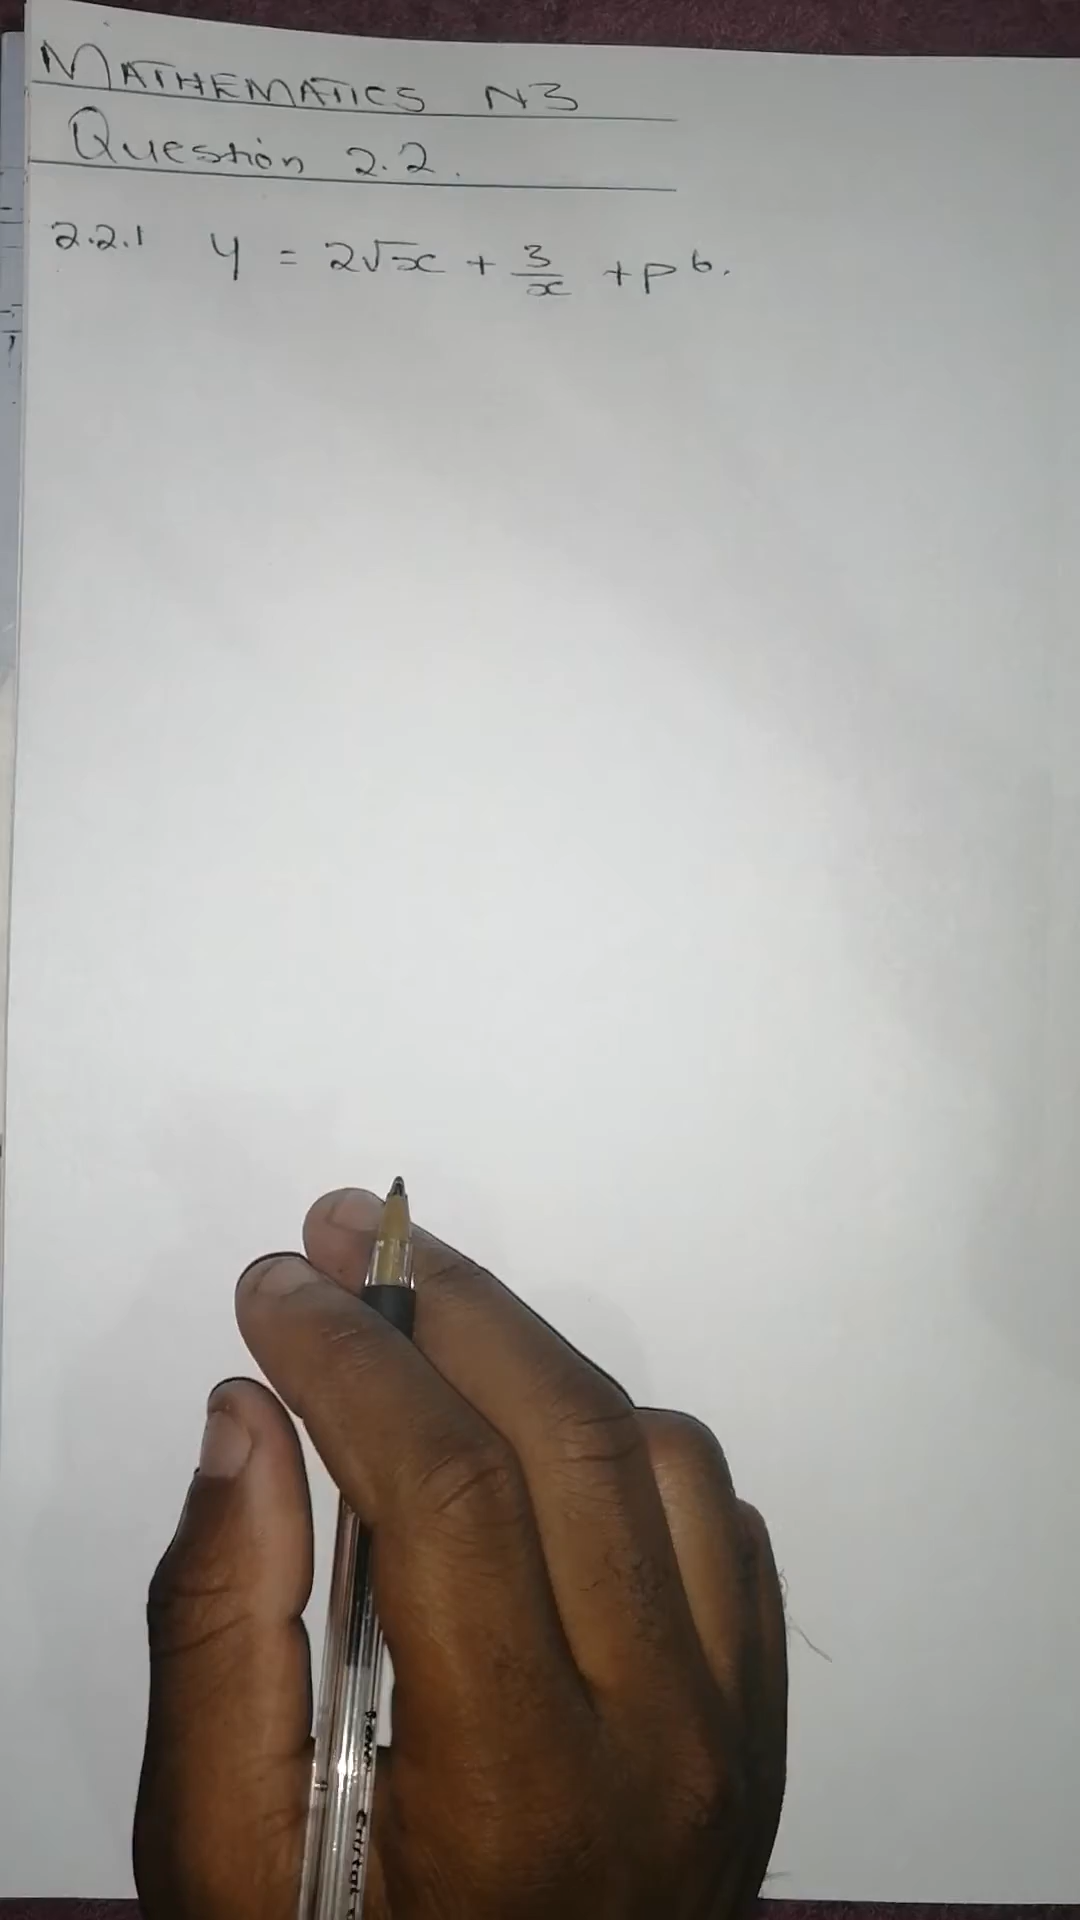 MATHEMATICS N3
Question 2.2.
2.2.1 y = 2√x + 3/x + p⁶.